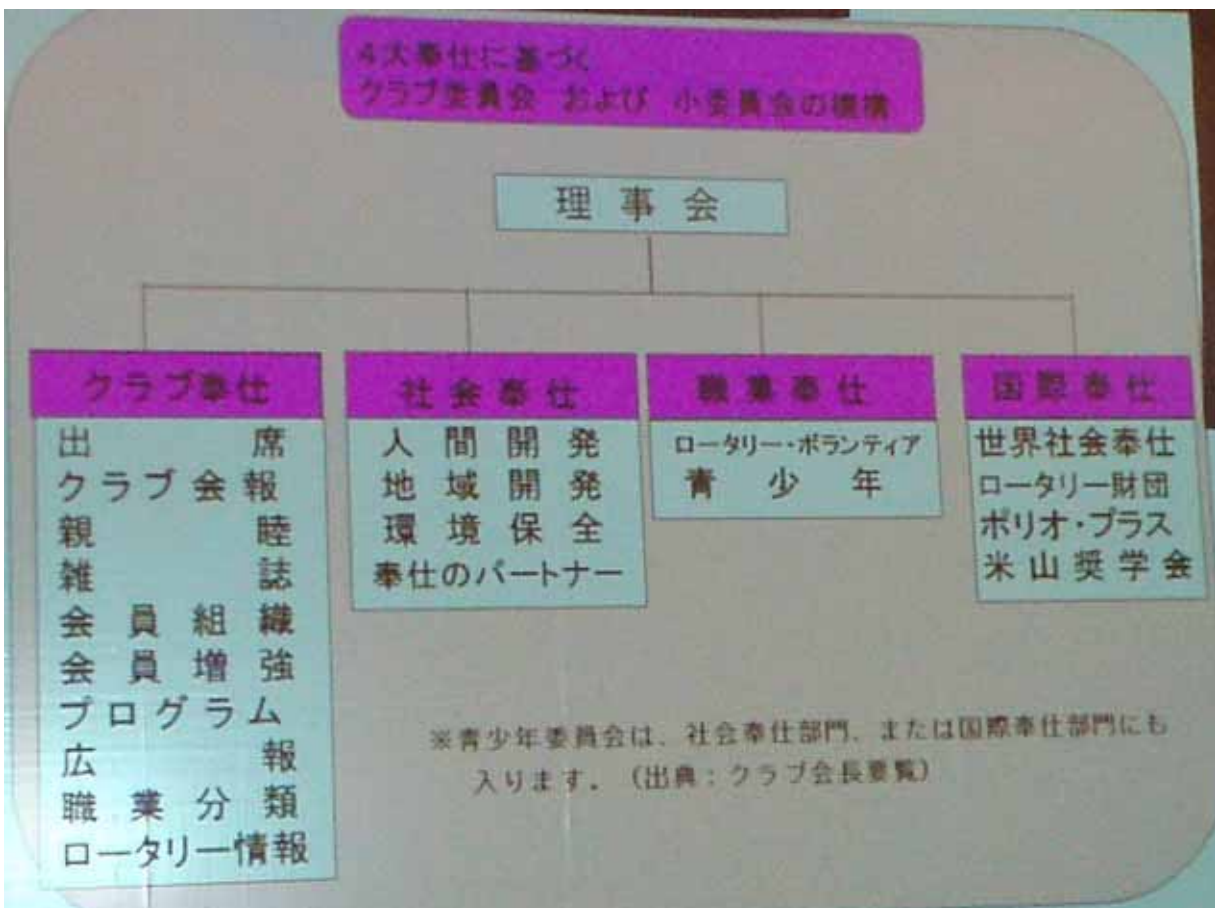 4大奉仕に基づく
クラブ委員会 および 小委員会の機構
理事会
クラブ奉仕
出席
クラブ会報
親睦
雑誌
会員組織
会員増強
プログラム
広報
職業分類
ロータリー情報
社会奉仕
人間開発
地域開発
環境保全
奉仕のパートナー
職業奉仕
ロータリー・ボランティア
青少年
国際奉仕
世界社会奉仕
ロータリー財団
ポリオ・プラス
米山奨学会
※青少年委員会は、社会奉仕部門、または国際奉仕部門にも
入ります。(出典：クラブ会長要覧)